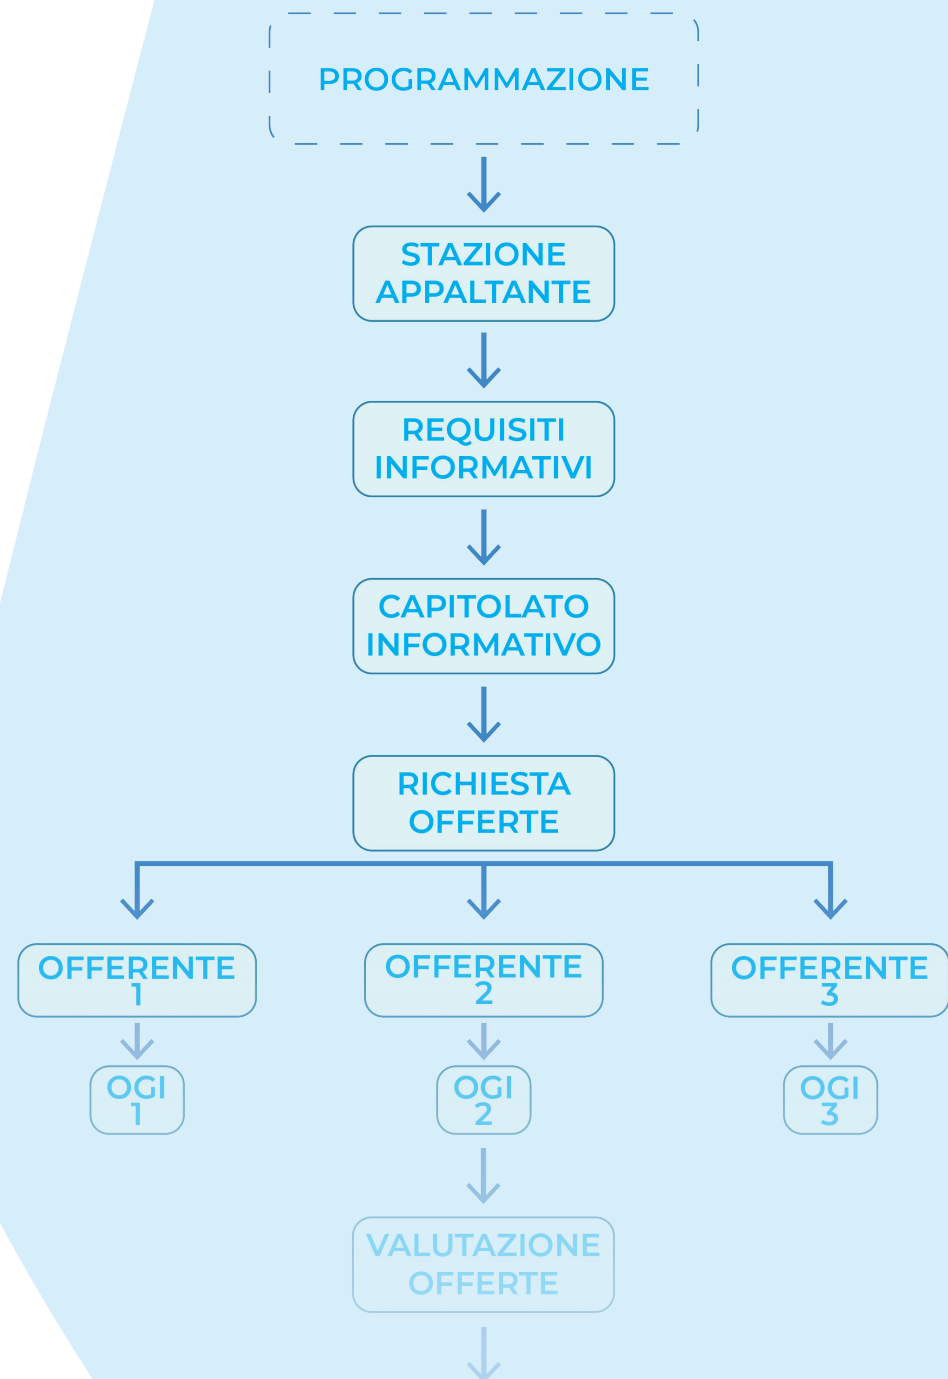 PROGRAMMAZIONE
STAZIONE
APPALTANTE
REQUISITI
INFORMATIVI
CAPITOLATO
INFORMATIVO
RICHIESTA
OFFERTE
OFFERENTE
1
OFFERENTE
2
OFFERENTE
3
OGI
1
OGI
2
OGI
3
VALUTAZIONE
OFFERTE